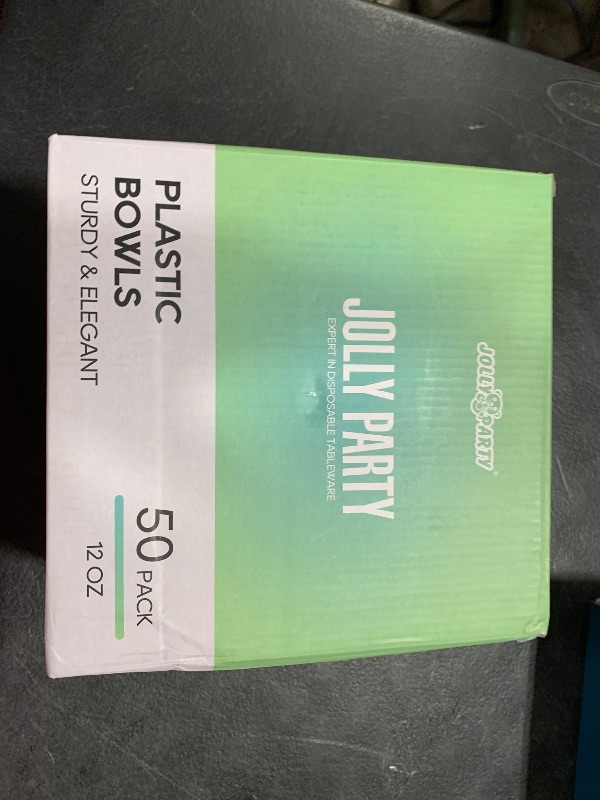 JOLLY PARTY
JOLLY PARTY
EXPERT IN DISPOSABLE TABLEWARE
PLASTIC
BOWLS
STURDY & ELEGANT
50 PACK
12 OZ